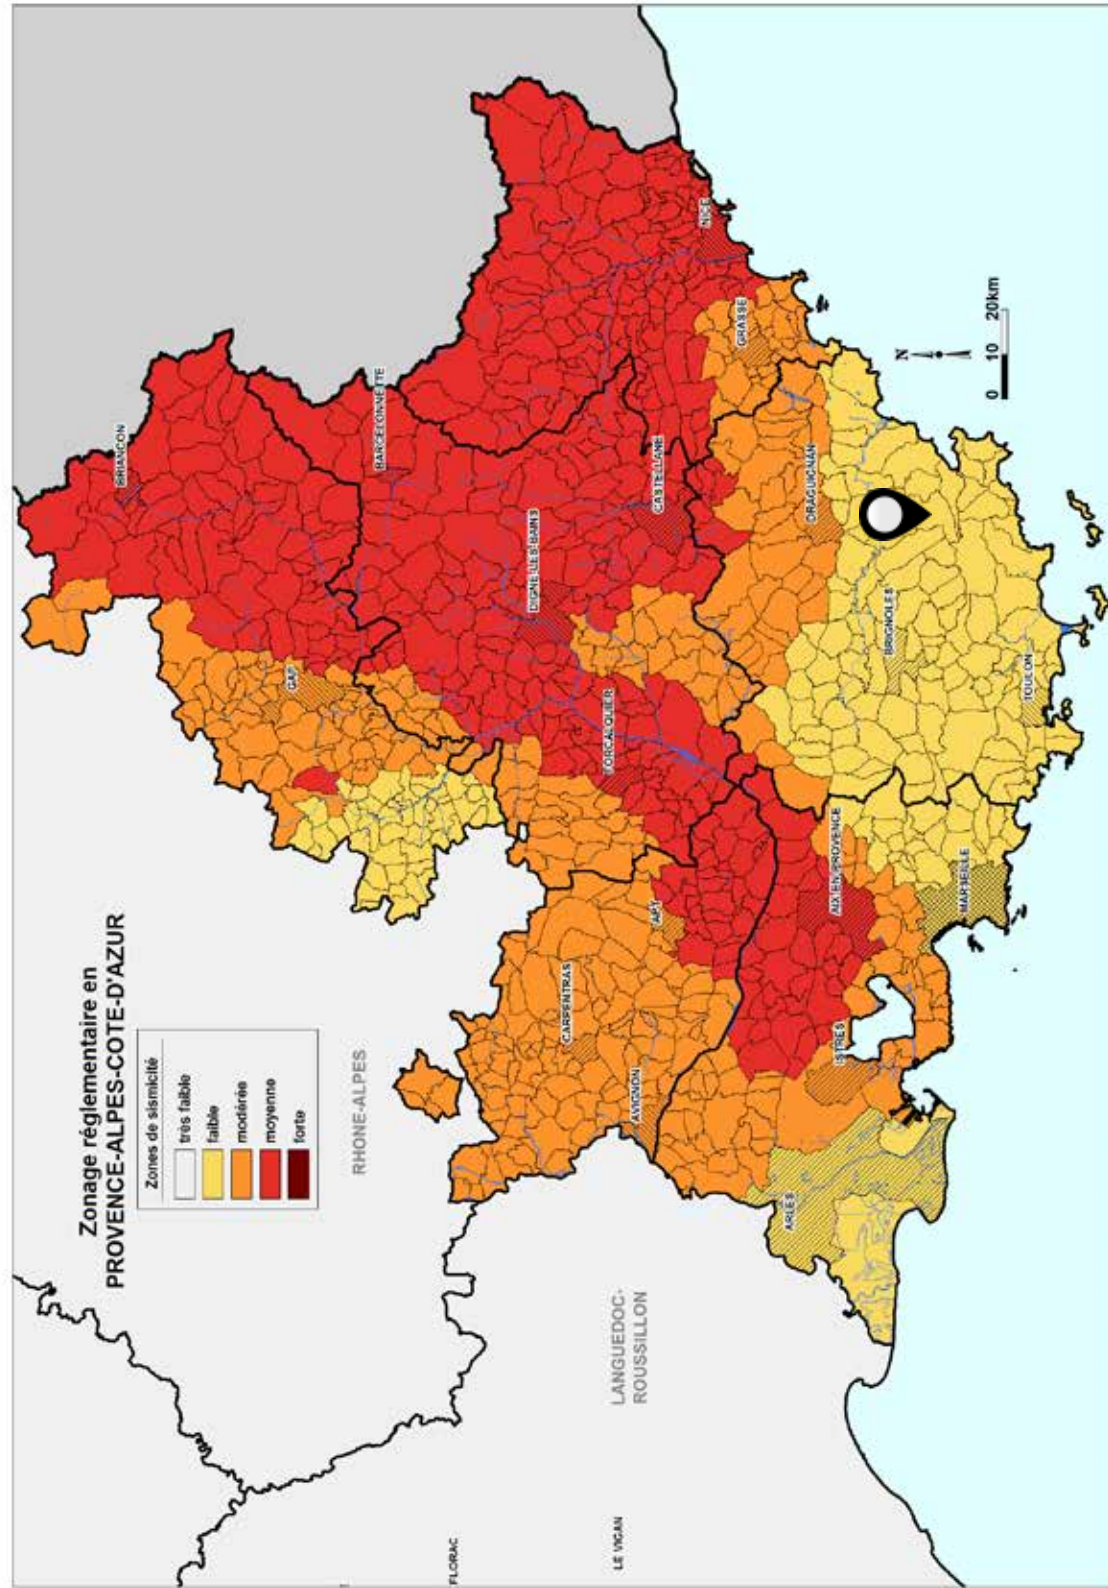 Zonage réglementaire en
PROVENCE-ALPES-COTE-D'AZUR
Zones de sismicité
très faible
faible
modérée
moyenne
forte
RHONE-ALPES
LANGUEDOC-
ROUSSILLON
FLORAC
LE VIGAN
BRIANCON
GAP
BARCELONNETTE
DIGNE LES BAINS
CASTELLANE
FORCALQUIER
CARPENTRAS
APT
AVIGNON
NICE
GRASSE
DRAGUIGNAN
BRIGNOLES
AIX EN PROVENCE
ISTRES
ARLES
MARSEILLE
TOULON
N
0 10 20km